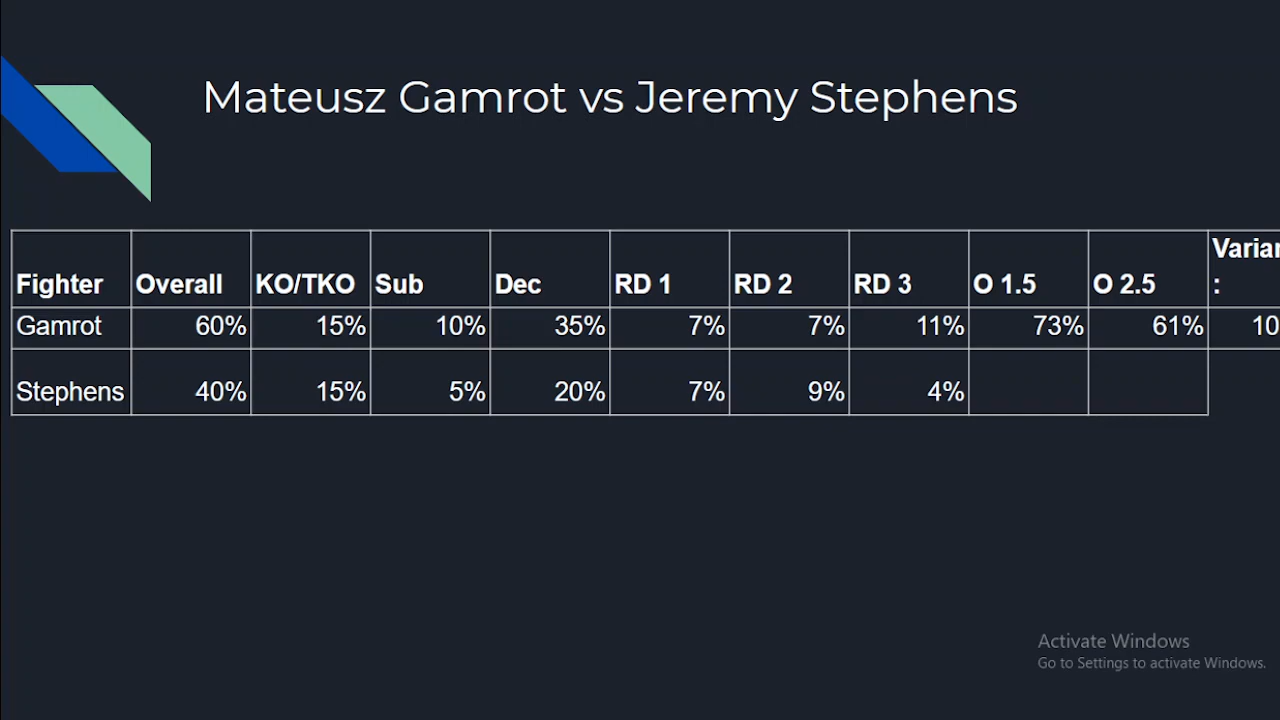 Mateusz Gamrot vs Jeremy Stephens
Varian
Fighter Overall KO/TKO Sub Dec RD 1 RD 2 RD 3 O 1.5 O 2.5 :
Gamrot 60% 15% 10% 35% 7% 7% 11% 73% 61% 10
Stephens 40% 15% 5% 20% 7% 9% 4%
Activate Windows
Go to Settings to activate Windows.